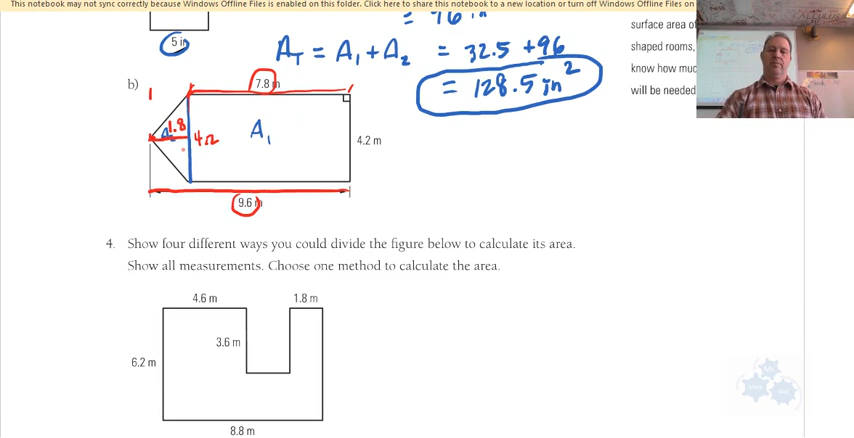 This notebook may not sync correctly because Windows Offline Files is enabled on this folder. Click here to share this notebook to a new location or turn off Windows Offline Files on
= 96 in
5 in
A_T = A_1 + A_2 = 32.5 + 96
= 128.5 in²
surface area of
shaped rooms,
know how muc
will be needed
b)
7.8 m
1.8
4.2
A_1
4.2 m
9.6 m
4. Show four different ways you could divide the figure below to calculate its area.
Show all measurements. Choose one method to calculate the area.
4.6 m
1.8 m
3.6 m
6.2 m
8.8 m